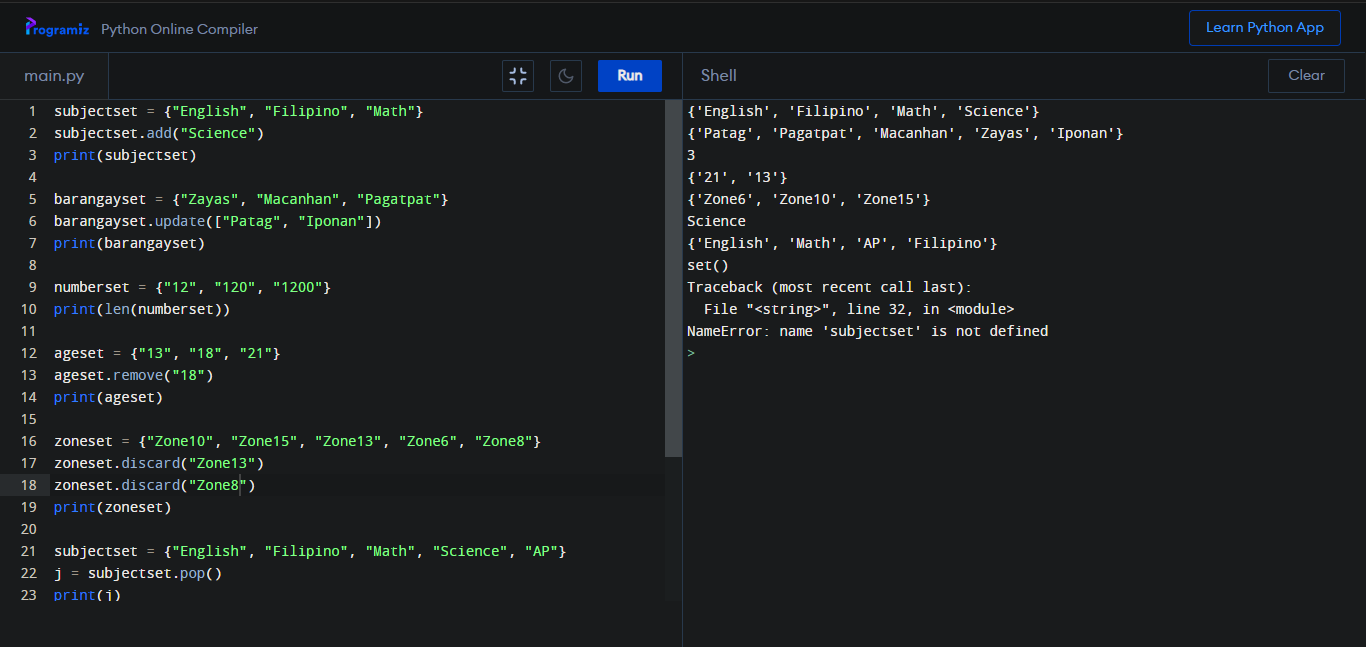 Programiz Python Online Compiler Learn Python App
main.py Run Shell Clear
1 subjectset = {"English", "Filipino", "Math"}
2 subjectset.add("Science")
3 print(subjectset)
4
5 barangayset = {"Zayas", "Macanhan", "Pagatpat"}
6 barangayset.update(["Patag", "Iponan"])
7 print(barangayset)
8
9 numberset = {"12", "120", "1200"}
10 print(len(numberset))
11
12 ageset = {"13", "18", "21"}
13 ageset.remove("18")
14 print(ageset)
15
16 zoneset = {"Zone10", "Zone15", "Zone13", "Zone6", "Zone8"}
17 zoneset.discard("Zone13")
18 zoneset.discard("Zone8")
19 print(zoneset)
20
21 subjectset = {"English", "Filipino", "Math", "Science", "AP"}
22 j = subjectset.pop()
23 print(j)
{'English', 'Filipino', 'Math', 'Science'}
{'Patag', 'Pagatpat', 'Macanhan', 'Zayas', 'Iponan'}
3
{'21', '13'}
{'Zone6', 'Zone10', 'Zone15'}
Science
{'English', 'Math', 'AP', 'Filipino'}
set()
Traceback (most recent call last):
  File "<string>", line 32, in <module>
NameError: name 'subjectset' is not defined
>